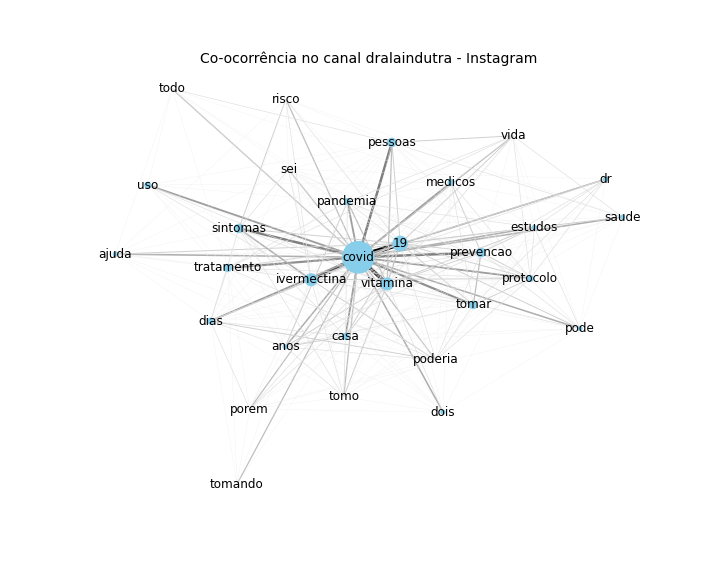 Co-ocorrência no canal dralaindutra - Instagram
todo
risco
pessoas
vida
sei
medicos
dr
uso
pandemia
saude
sintomas
estudos
19
ajuda
covid
prevencao
tratamento
ivermectina
vitamina
protocolo
tomar
dias
pode
casa
anos
poderia
tomo
porem
dois
tomando